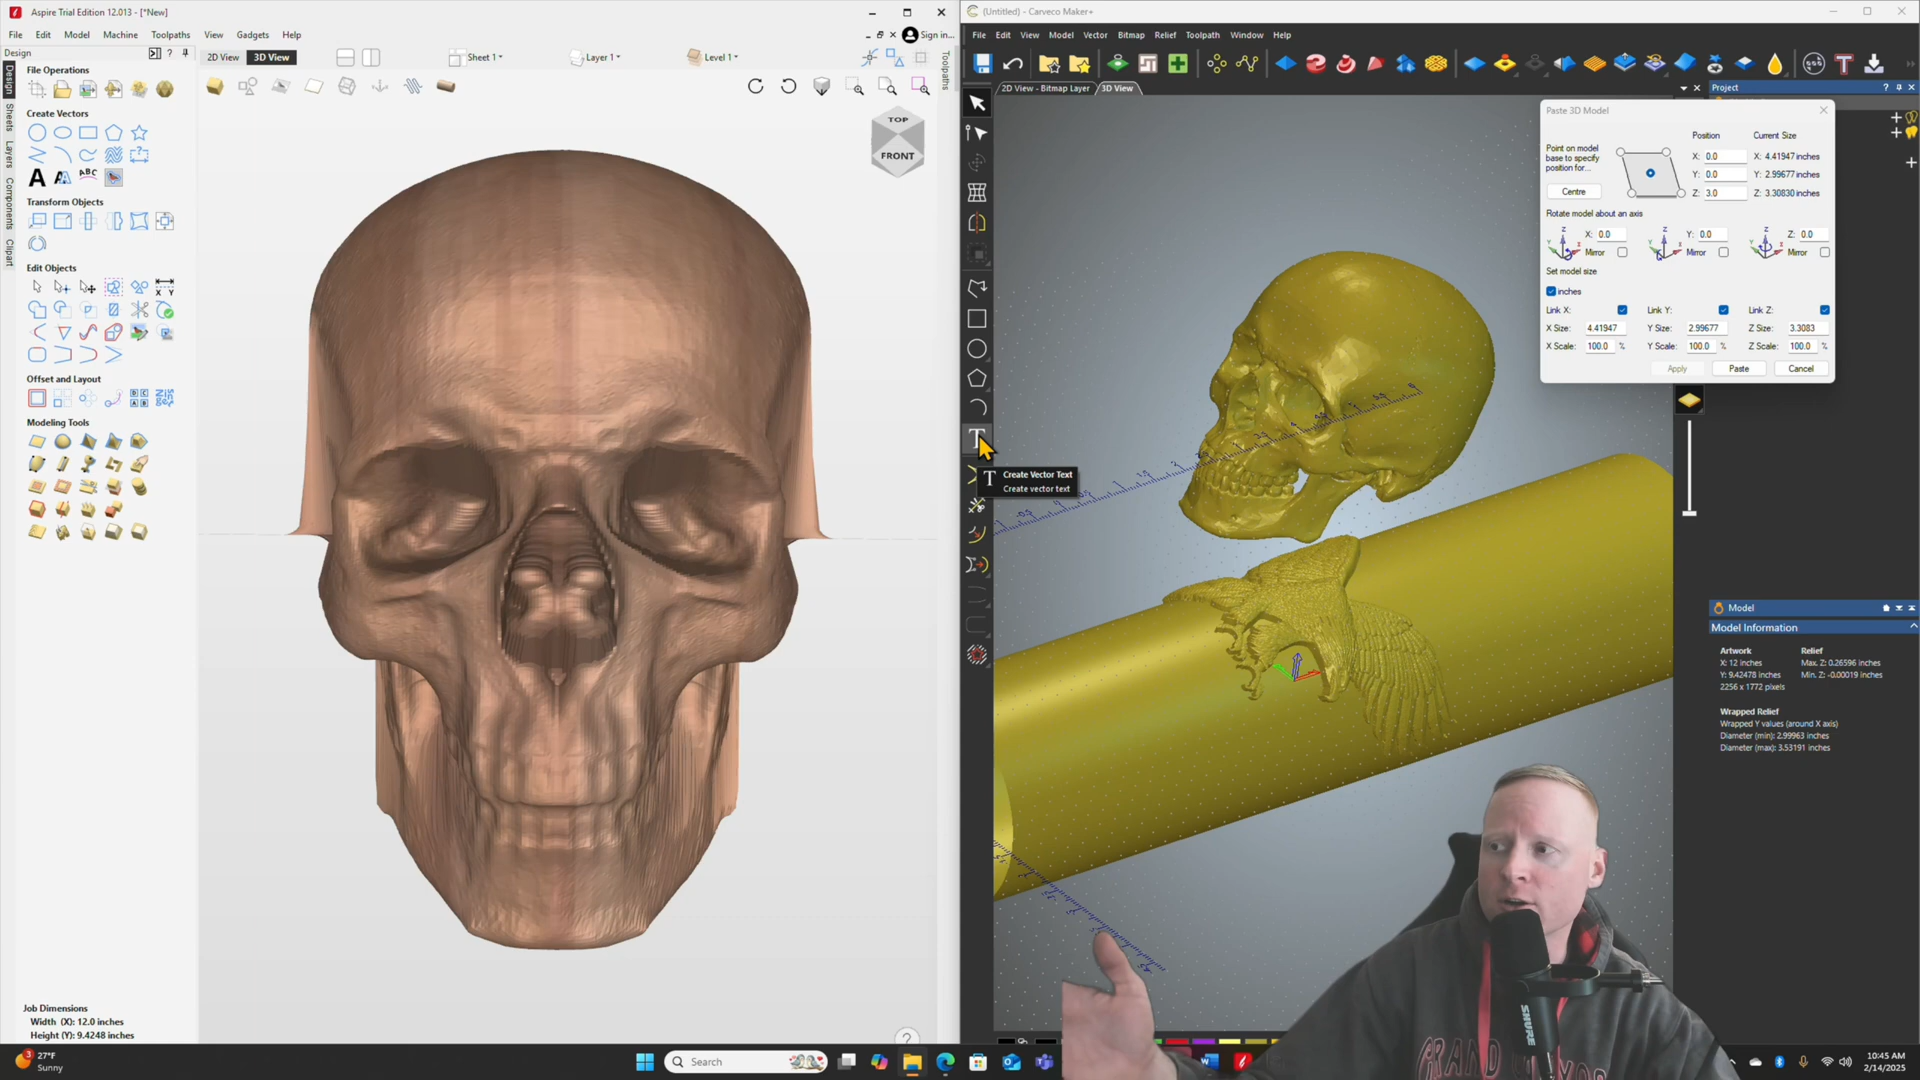 Aspire Trial Edition 12.013 - [*New]
File Edit Model Machine Toolpaths View Gadgets Help
Sign in...
Design
2D View 3D View
Sheet 1 Layer 1 Level 1
Toolpaths
Design
Sheets
Layers
Components
Clipart
File Operations
Create Vectors
A A ABC
Transform Objects
Edit Objects
X Y
Offset and Layout
Modeling Tools
TOP
FRONT
Job Dimensions
Width (X): 12.0 inches
Height (Y): 9.4248 inches
(Untitled) - Carveco Maker+
File Edit View Model Vector Bitmap Relief Toolpath Window Help
2D View - Bitmap Layer 3D View
Project
T
Create Vector Text
Create vector text
Paste 3D Model
Point on model
base to specify
position for...
Centre
Position Current Size
X: 0.0 X: 4.41947 inches
Y: 0.0 Y: 2.99677 inches
Z: 3.0 Z: 3.30830 inches
Rotate model about an axis
X: 0.0 Y: 0.0 Z: 0.0
Mirror Mirror Mirror
Set model size
inches
Link X: Link Y: Link Z:
X Size: 4.41947 Y Size: 2.99677 Z Size: 3.3083
X Scale: 100.0 % Y Scale: 100.0 % Z Scale: 100.0 %
Apply Paste Cancel
Model
Model Information
Artwork Relief
X: 12 inches Max. Z: 0.26596 inches
Y: 9.42478 inches Min. Z: -0.00019 inches
2256 x 1772 pixels
Wrapped Relief
Wrapped Y values (around X axis)
Diameter (min): 2.99963 inches
Diameter (max): 3.53191 inches
SHURE
3
27°F
Sunny
Search
10:45 AM
2/14/2025